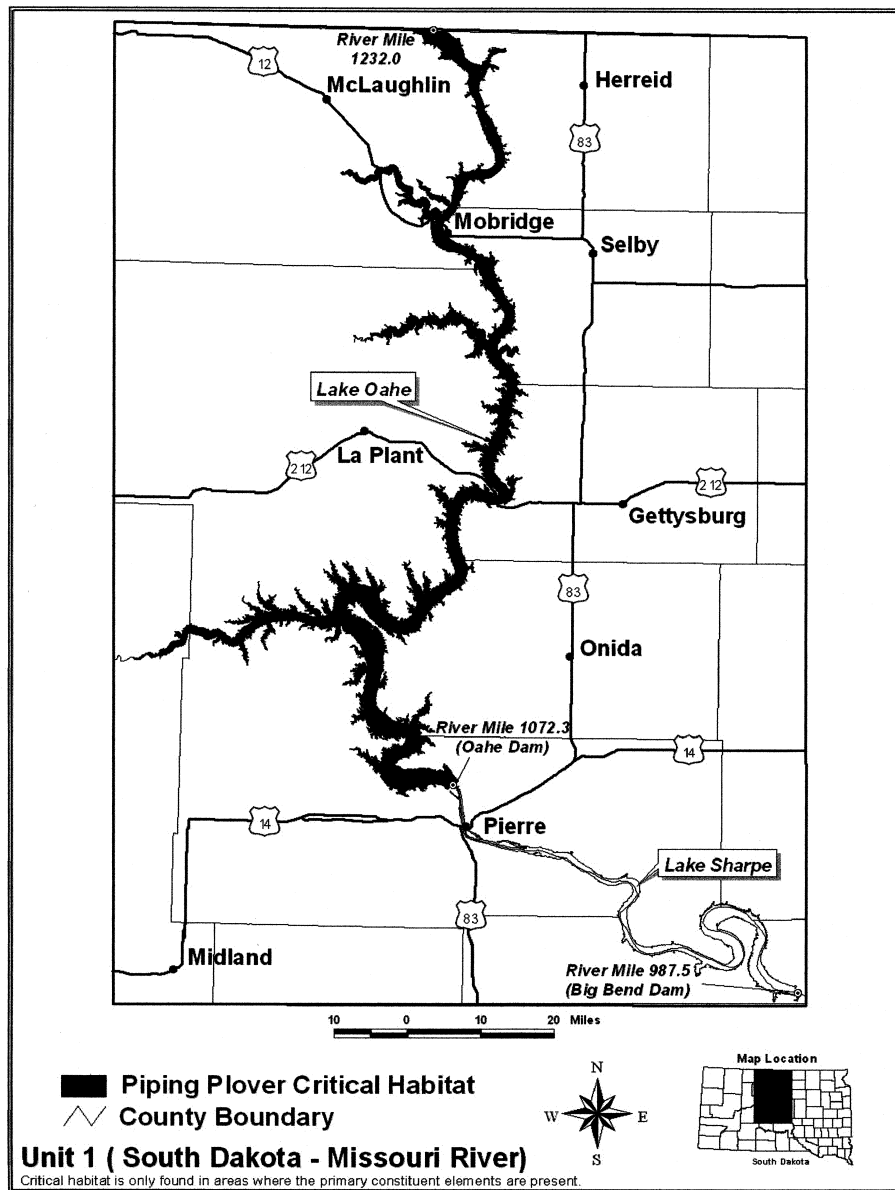 River Mile
1232.0
12
McLaughlin
Herreid
83
Mobridge
Selby
Lake Oahe
La Plant
212
212
Gettysburg
83
Onida
River Mile 1072.3
(Oahe Dam)
14
14
Pierre
Lake Sharpe
83
Midland
River Mile 987.5
(Big Bend Dam)
10 0 10 20 Miles
Piping Plover Critical Habitat
County Boundary
N
W E
S
Map Location
South Dakota
Unit 1 ( South Dakota - Missouri River)
Critical habitat is only found in areas where the primary constituent elements are present.